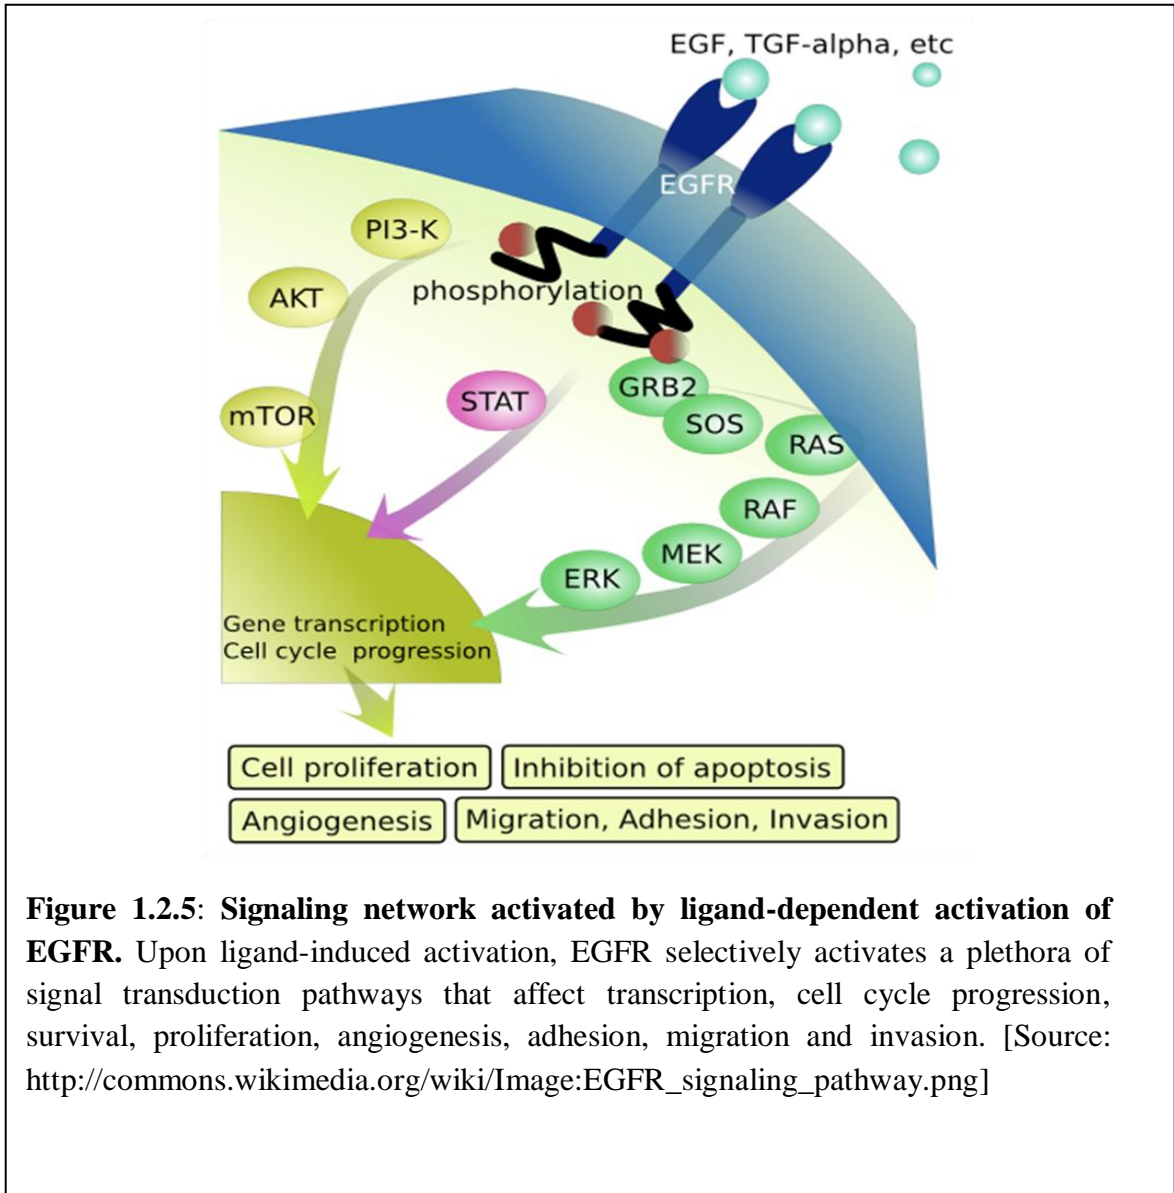 EGF, TGF-alpha, etc
EGFR
PI3-K
AKT
phosphorylation
mTOR
STAT
GRB2
SOS
RAS
RAF
MEK
ERK
Gene transcription
Cell cycle progression
Cell proliferation
Inhibition of apoptosis
Angiogenesis
Migration, Adhesion, Invasion
Figure 1.2.5: Signaling network activated by ligand-dependent activation of
EGFR. Upon ligand-induced activation, EGFR selectively activates a plethora of
signal transduction pathways that affect transcription, cell cycle progression,
survival, proliferation, angiogenesis, adhesion, migration and invasion. [Source:
http://commons.wikimedia.org/wiki/Image:EGFR_signaling_pathway.png]